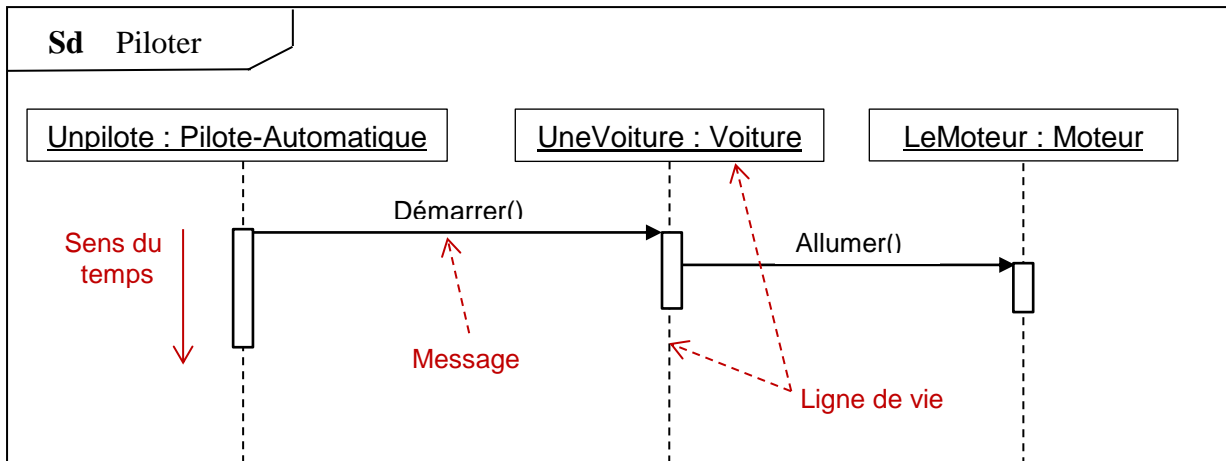 Sd Piloter
Unpilote : Pilote-Automatique
UneVoiture : Voiture
LeMoteur : Moteur
Démarrer()
Allumer()
Sens du
temps
Message
Ligne de vie